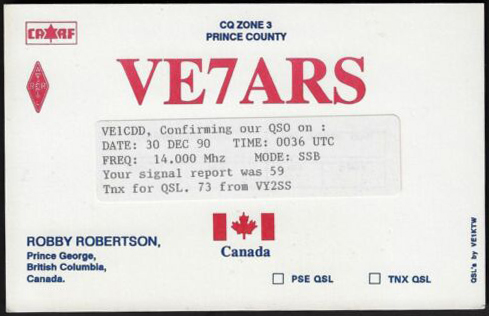 CARF
CQ ZONE 3
PRINCE COUNTY
VE7ARS
VE1CDD, Confirming our QSO on :
DATE: 30 DEC 90 TIME: 0036 UTC
FREQ: 14.000 Mhz MODE: SSB
Your signal report was 59
Tnx for QSL. 73 from VY2SS
Canada
ROBBY ROBERTSON,
Prince George,
British Columbia,
Canada.
PSE QSL TNX QSL
QSL's by VE1KTW